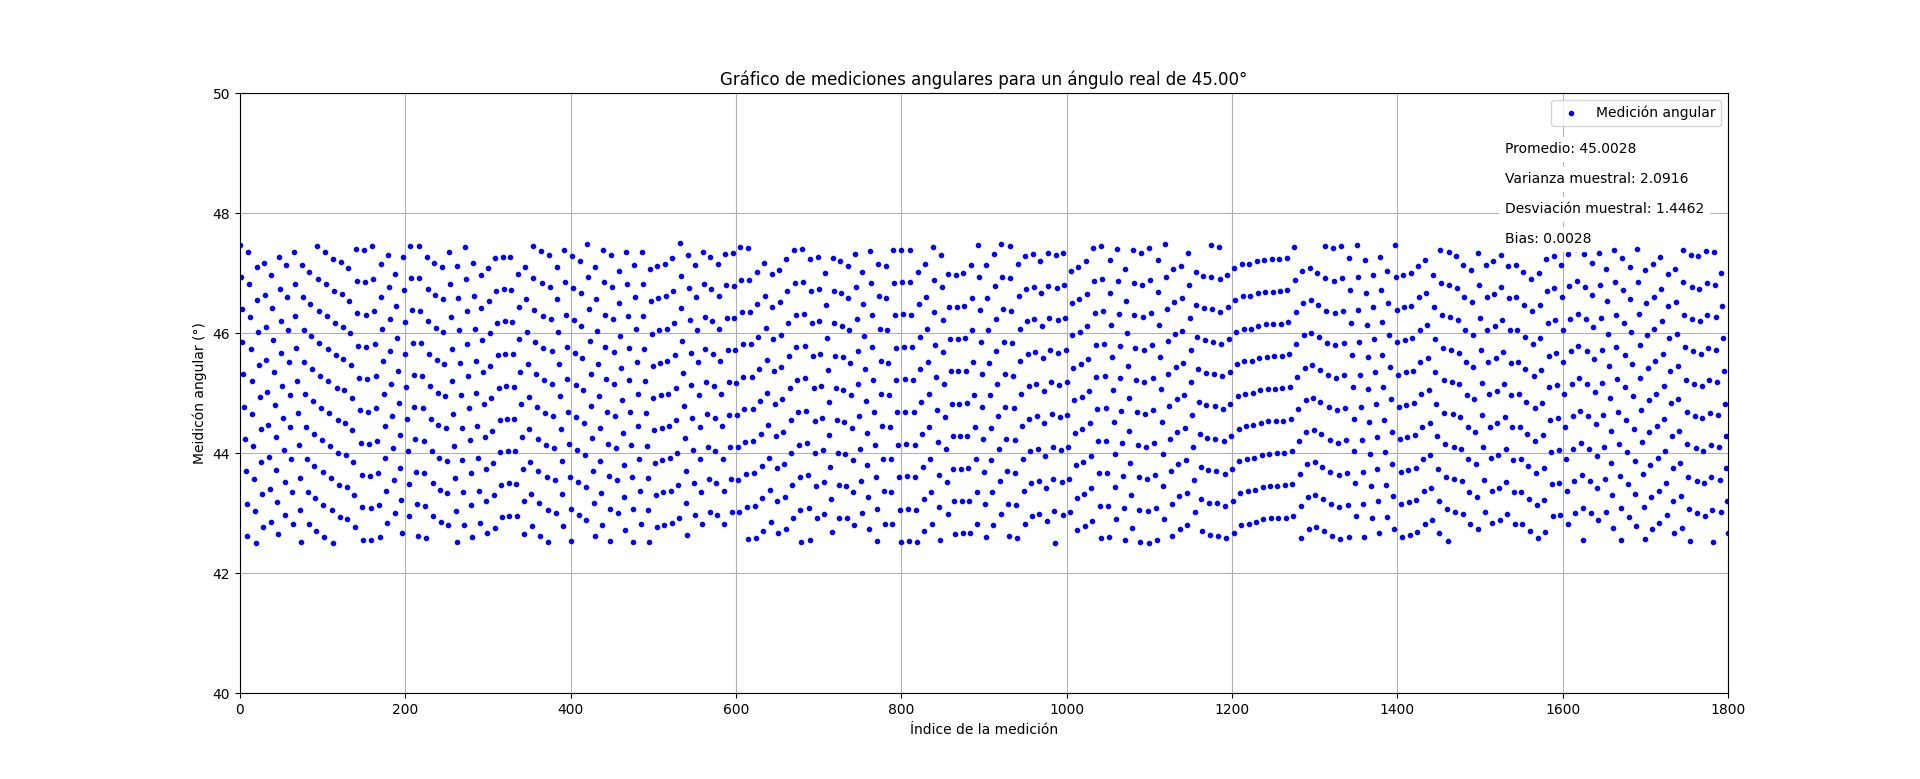 Gráfico de mediciones angulares para un ángulo real de 45.00°
Medición angular
Promedio: 45.0028
Varianza muestral: 2.0916
Desviación muestral: 1.4462
Bias: 0.0028
Meidicón angular (°)
50
48
46
44
42
40
0 200 400 600 800 1000 1200 1400 1600 1800
Índice de la medición